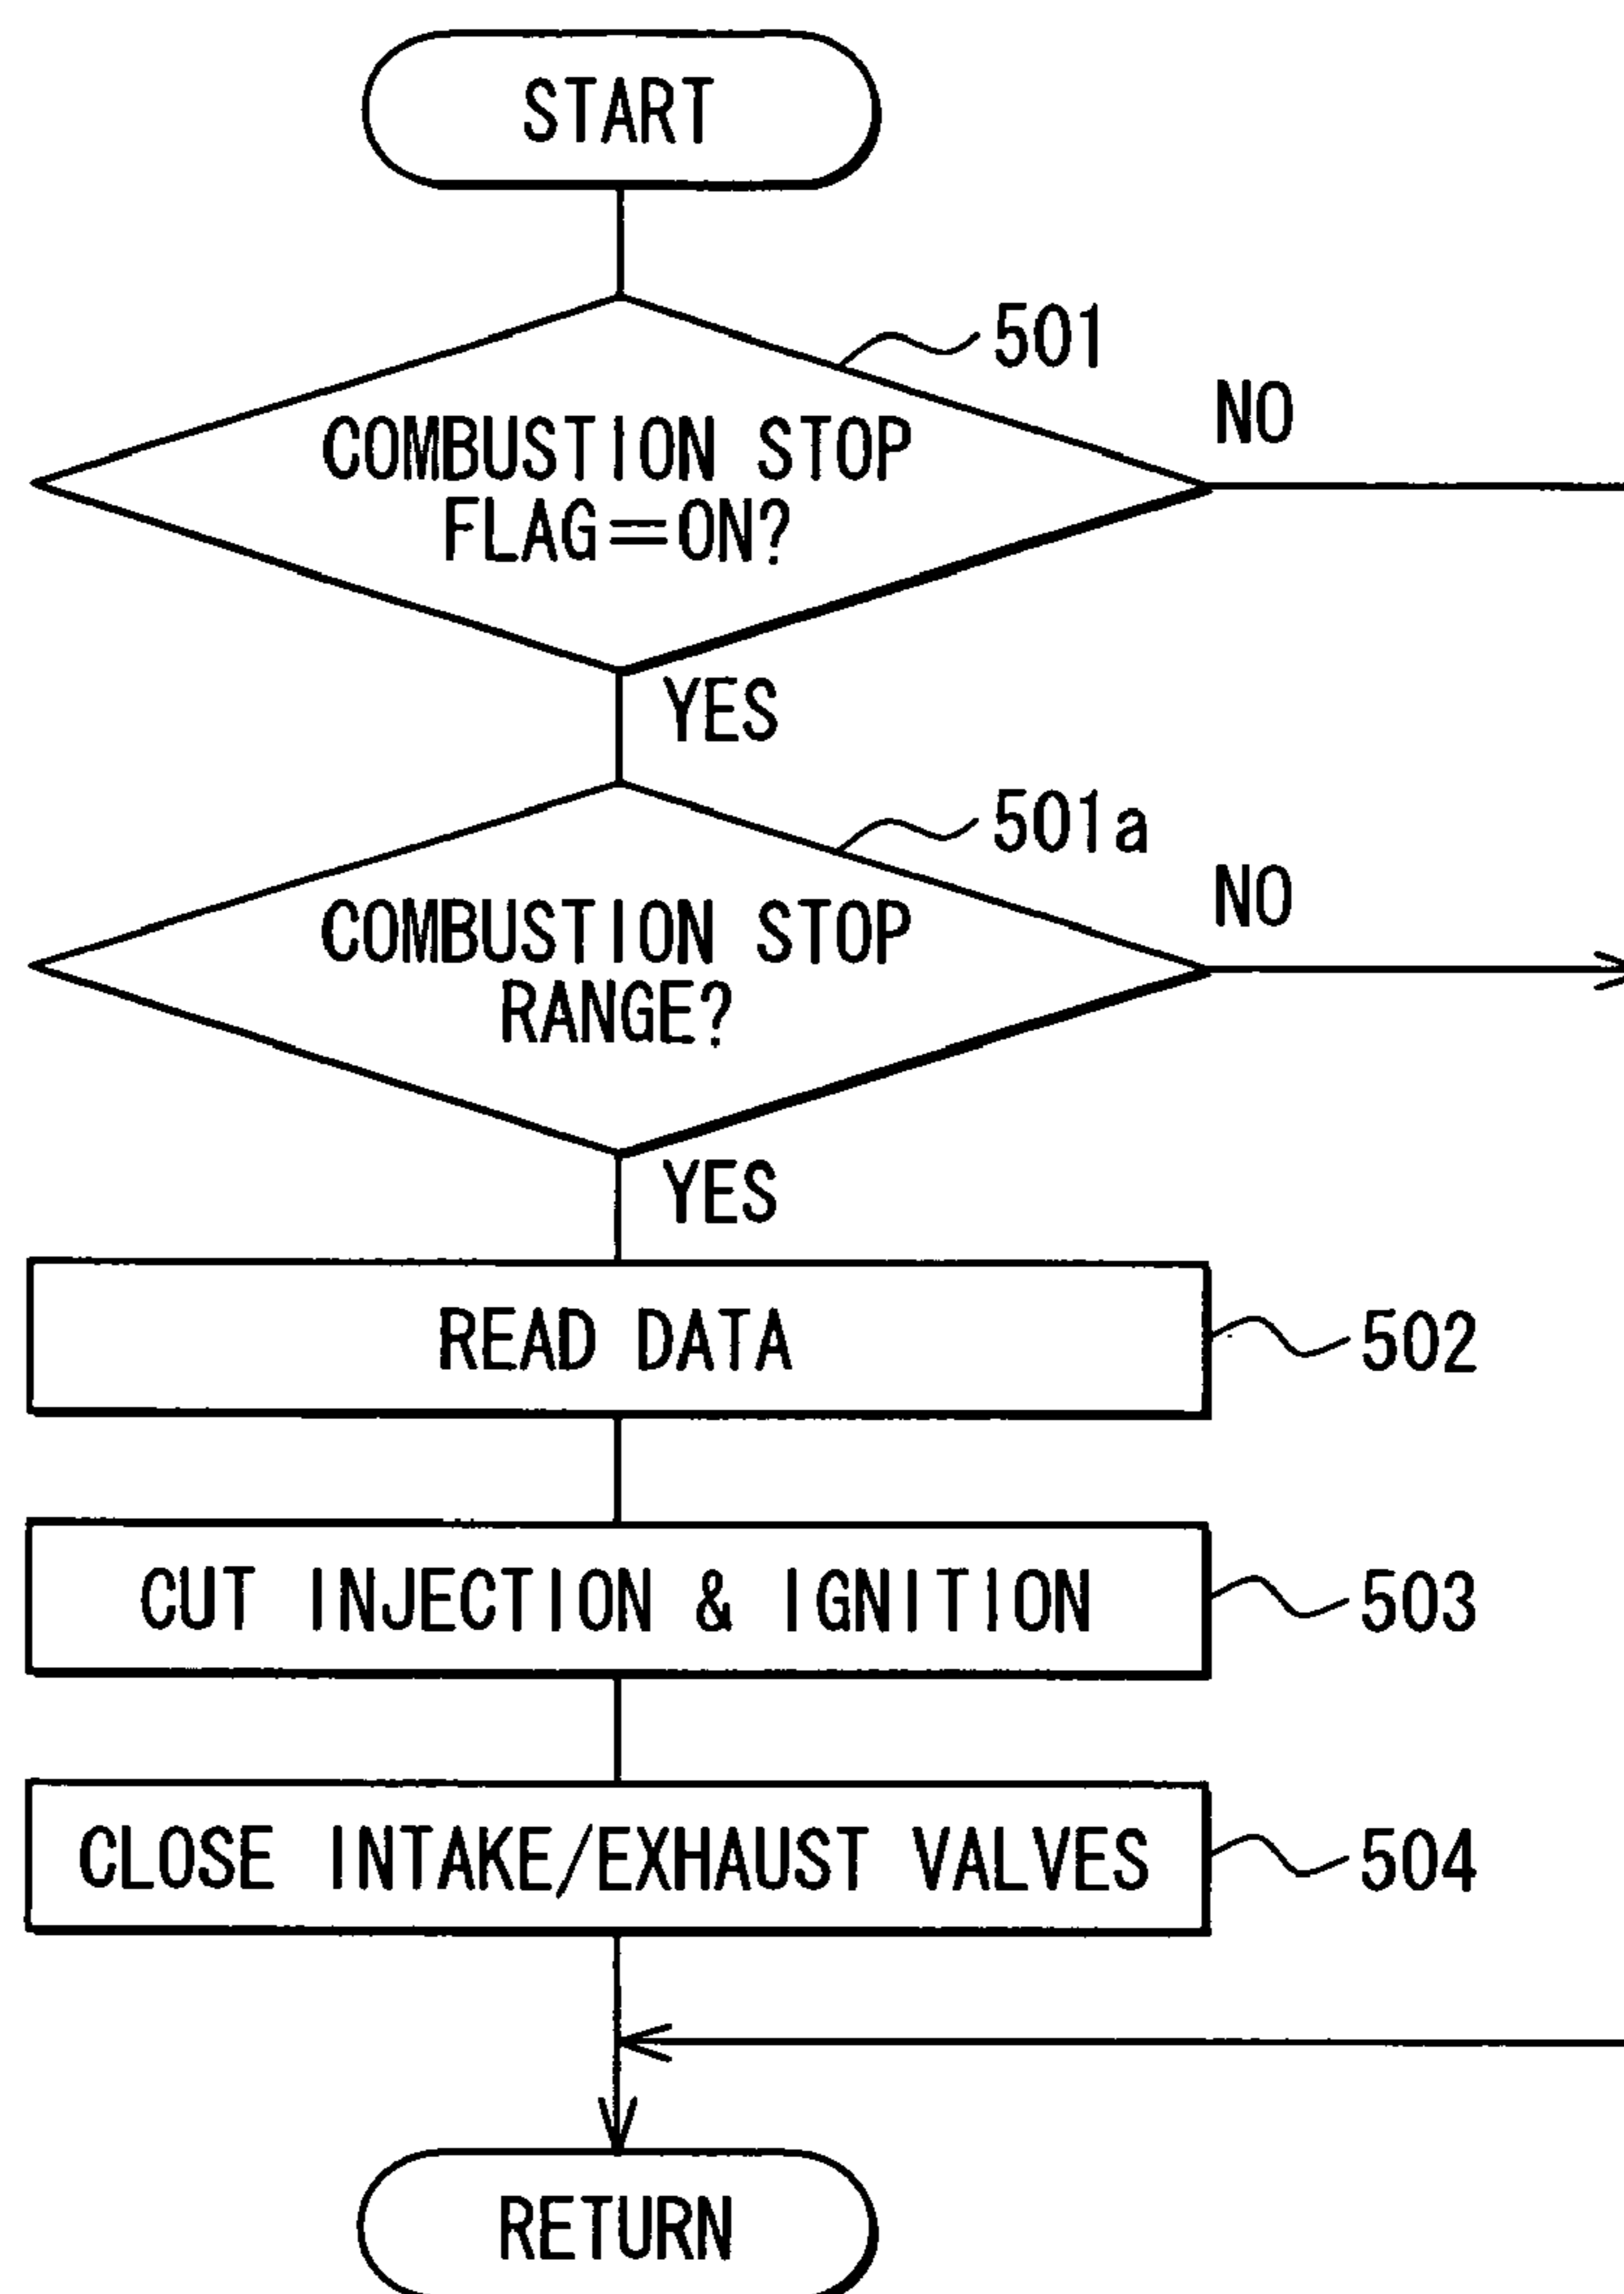 START
501
NO
COMBUSTION STOP
FLAG=ON?
YES
501a
NO
COMBUSTION STOP
RANGE?
YES
READ DATA
502
CUT INJECTION & IGNITION
503
CLOSE INTAKE/EXHAUST VALVES
504
RETURN